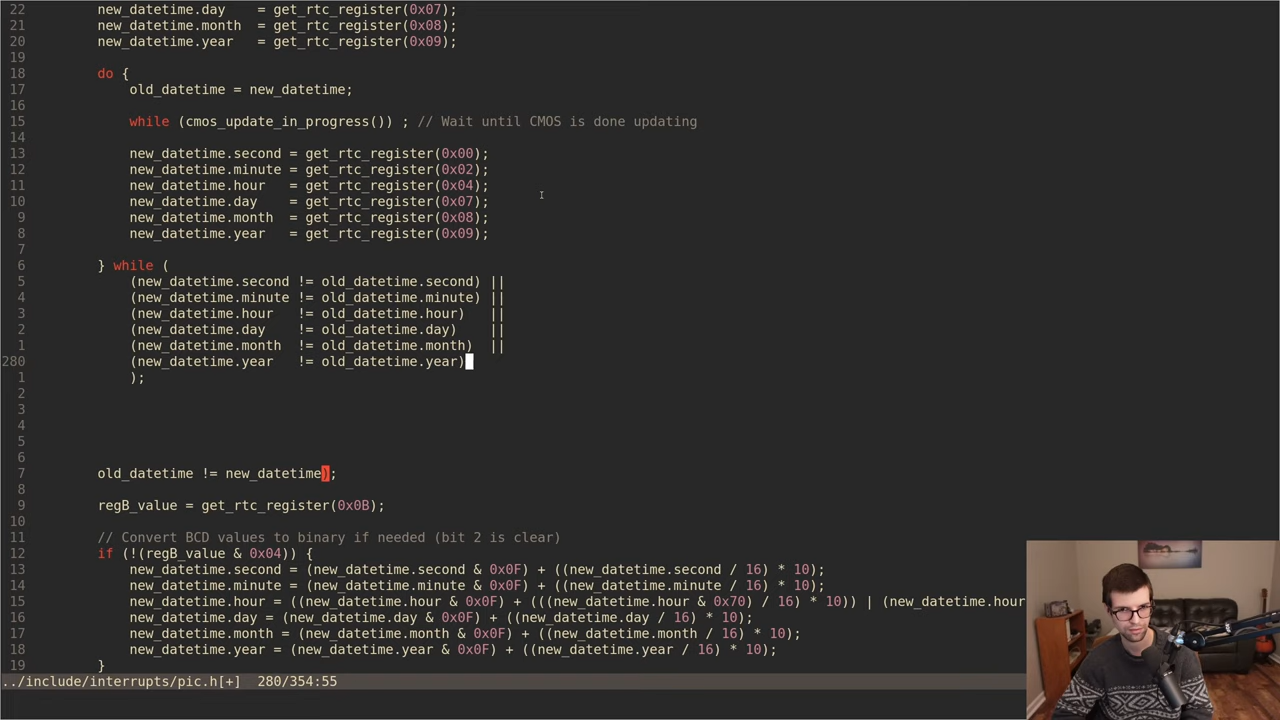 22 new_datetime.day    = get_rtc_register(0x07);
21 new_datetime.month  = get_rtc_register(0x08);
20 new_datetime.year   = get_rtc_register(0x09);
19
18 do {
17 old_datetime = new_datetime;
16
15 while (cmos_update_in_progress()) ; // Wait until CMOS is done updating
14
13 new_datetime.second = get_rtc_register(0x00);
12 new_datetime.minute = get_rtc_register(0x02);
11 new_datetime.hour   = get_rtc_register(0x04);
10 new_datetime.day    = get_rtc_register(0x07);
9 new_datetime.month  = get_rtc_register(0x08);
8 new_datetime.year   = get_rtc_register(0x09);
7
6 } while (
5 (new_datetime.second != old_datetime.second) ||
4 (new_datetime.minute != old_datetime.minute) ||
3 (new_datetime.hour   != old_datetime.hour)   ||
2 (new_datetime.day    != old_datetime.day)    ||
1 (new_datetime.month  != old_datetime.month)  ||
280 (new_datetime.year   != old_datetime.year)
1 );
2
3
4
5
6
7 old_datetime != new_datetime);
8
9 regB_value = get_rtc_register(0x0B);
10
11 // Convert BCD values to binary if needed (bit 2 is clear)
12 if (!(regB_value & 0x04)) {
13 new_datetime.second = (new_datetime.second & 0x0F) + ((new_datetime.second / 16) * 10);
14 new_datetime.minute = (new_datetime.minute & 0x0F) + ((new_datetime.minute / 16) * 10);
15 new_datetime.hour = ((new_datetime.hour & 0x0F) + (((new_datetime.hour & 0x70) / 16) * 10)) | (new_datetime.hour
16 new_datetime.day = (new_datetime.day & 0x0F) + ((new_datetime.day / 16) * 10);
17 new_datetime.month = (new_datetime.month & 0x0F) + ((new_datetime.month / 16) * 10);
18 new_datetime.year = (new_datetime.year & 0x0F) + ((new_datetime.year / 16) * 10);
19 }
../include/interrupts/pic.h[+]  280/354:55